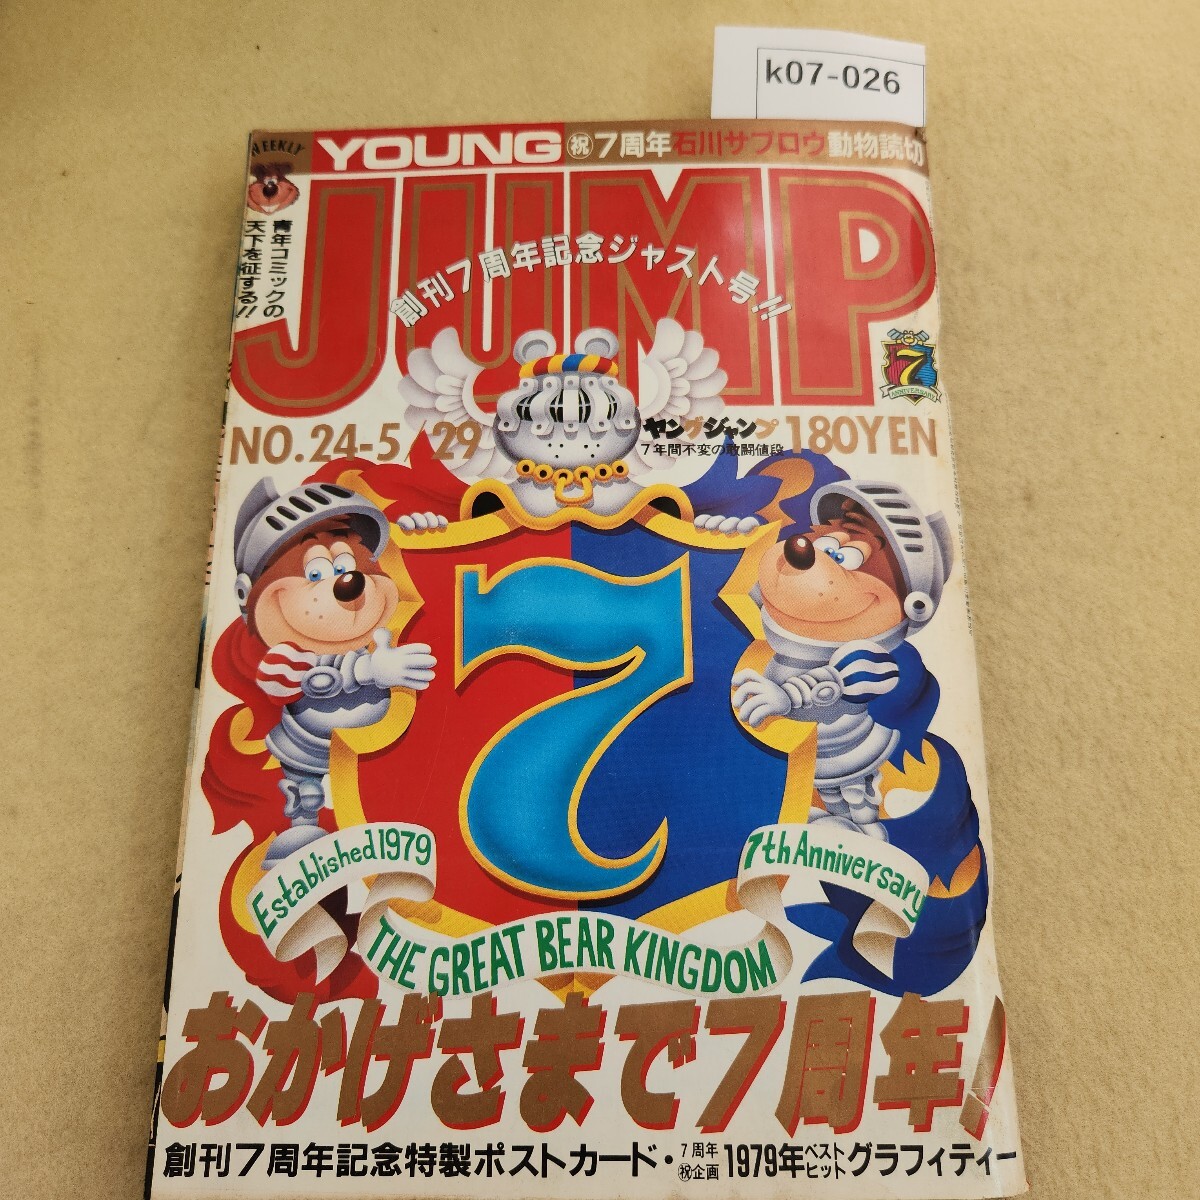 k07-026
WEEKLY
YOUNG
祝7周年石川サブロウ動物読切
JUMP
青年コミックの
天下を征する!!
創刊7周年記念ジャスト号!!
7
ANNIVERSARY
NO.24-5/29
ヤングジャンプ
7年間不変の敢闘値段
180YEN
7
Established 1979
7th Anniversary
THE GREAT BEAR KINGDOM
おかげさまで7周年!
創刊7周年記念特製ポストカード・7周年㊗企画1979年ベストヒットグラフィティー